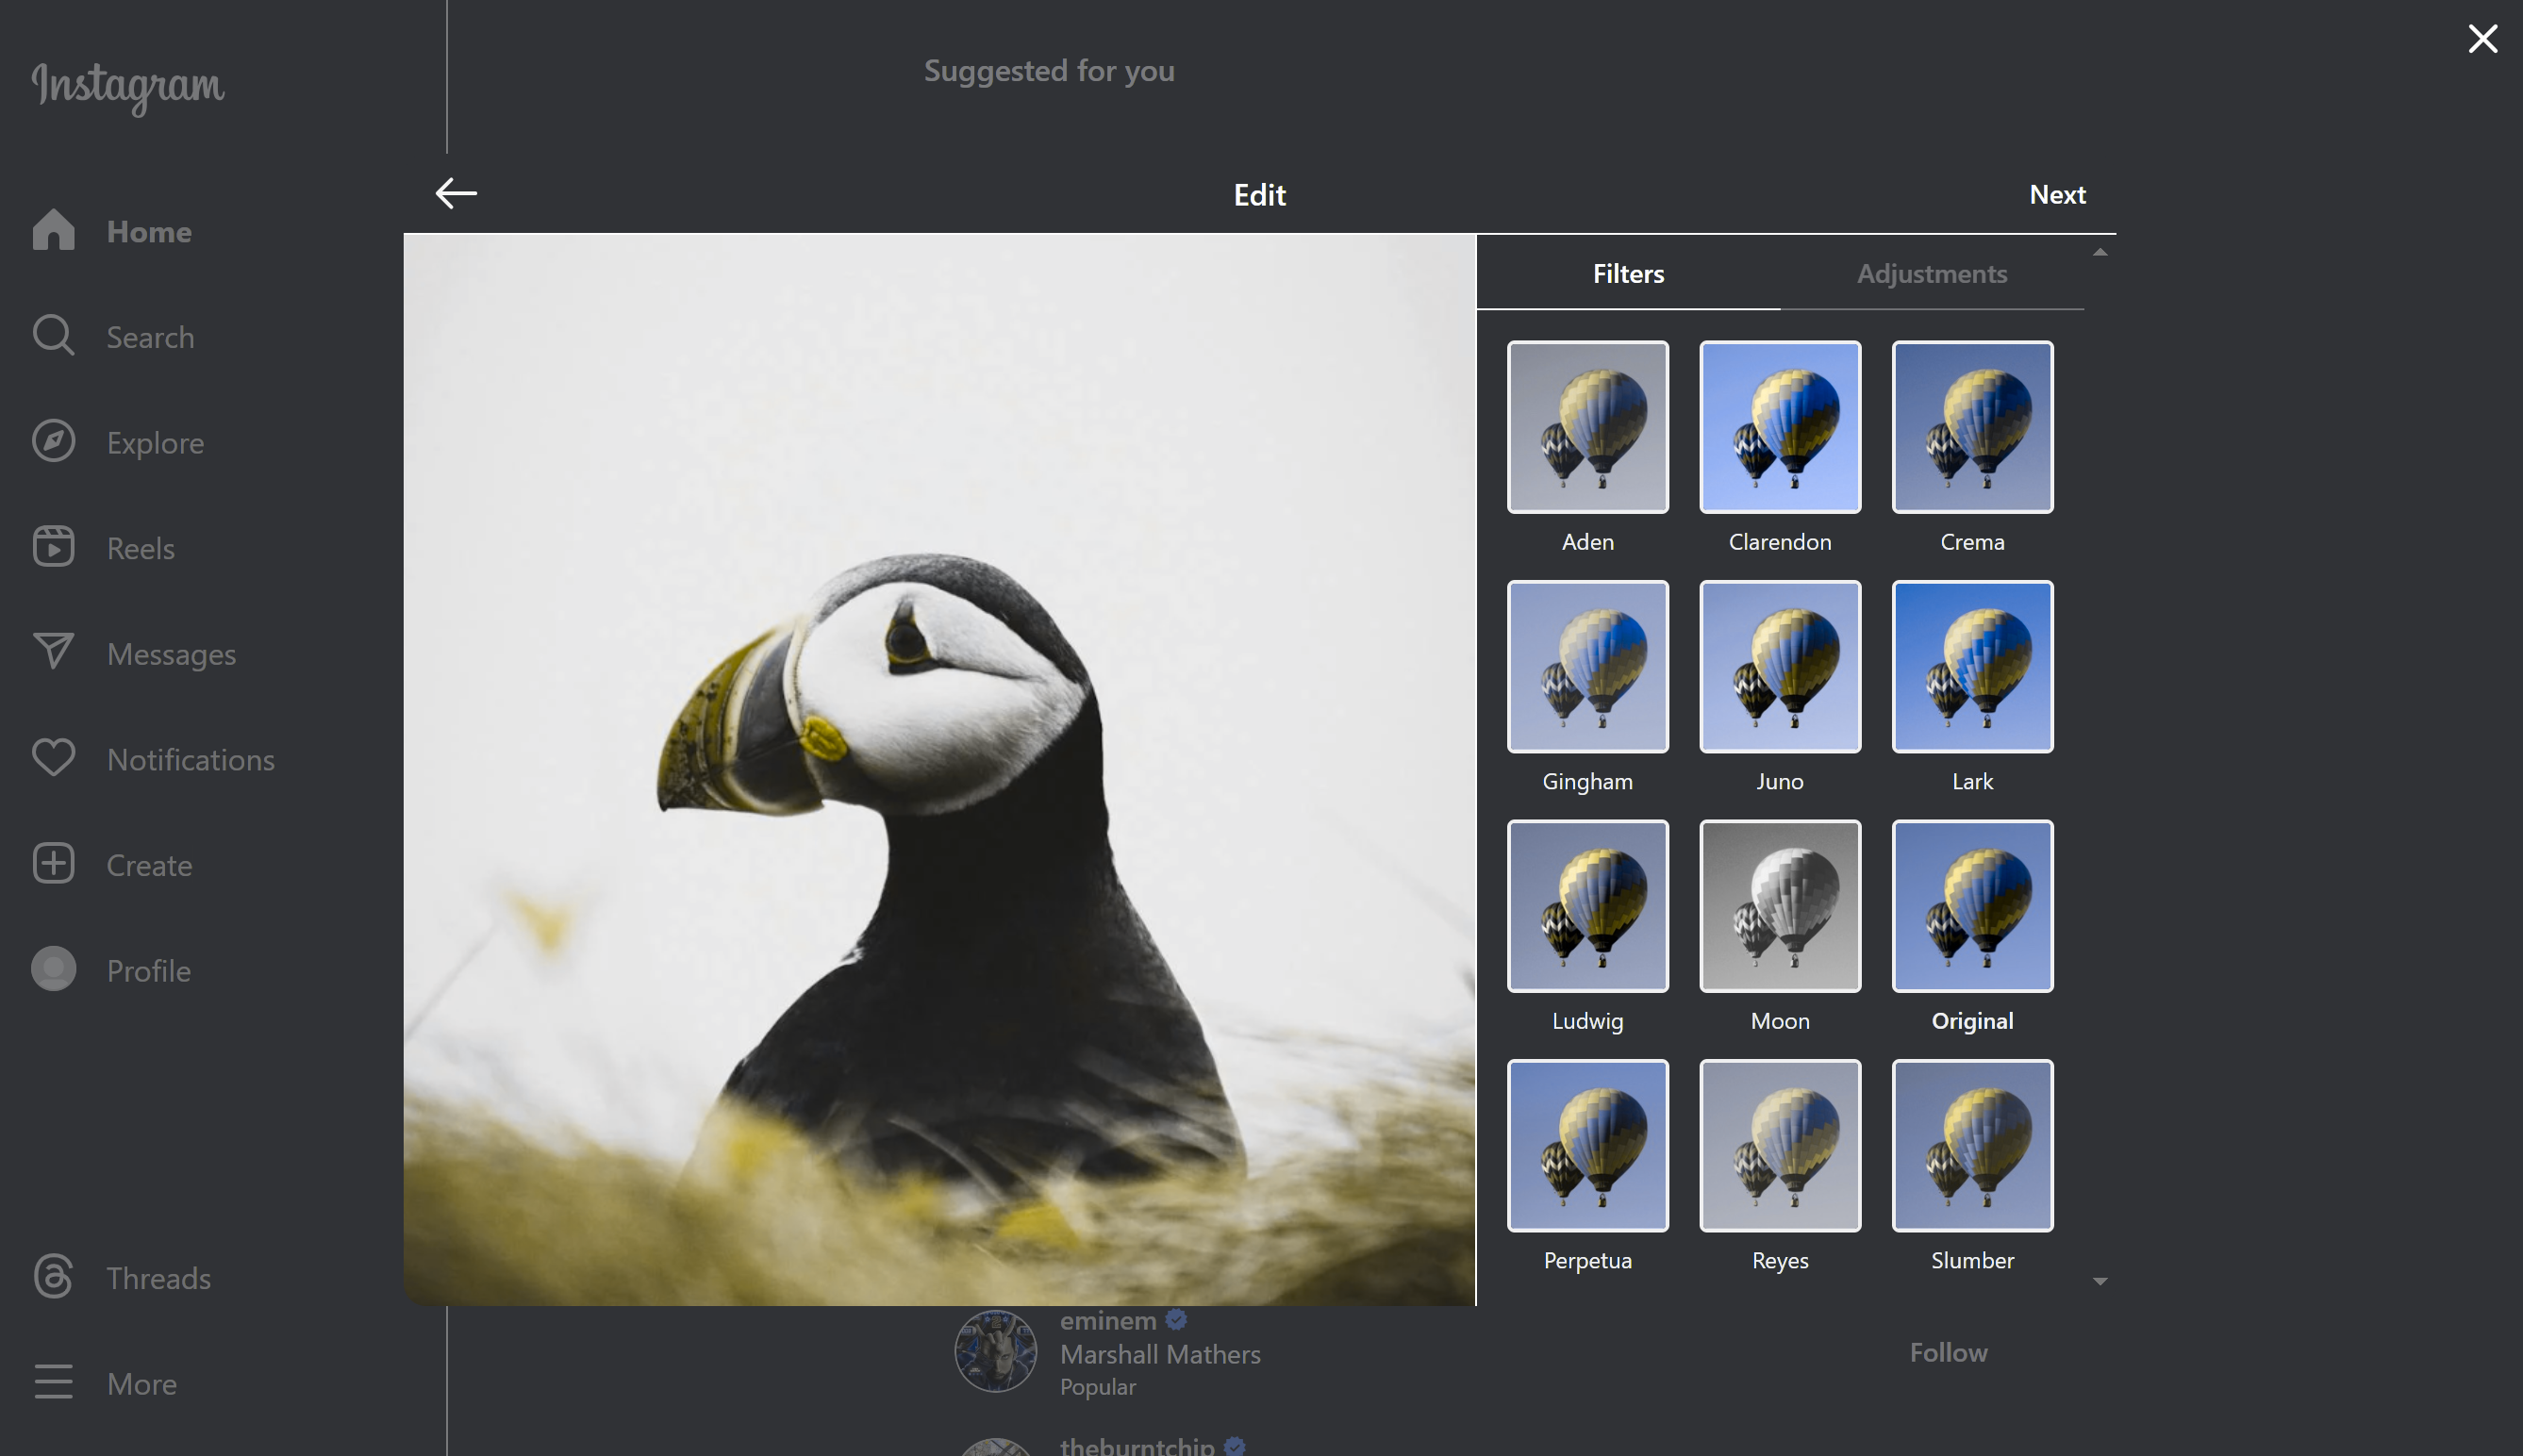 Instagram
Home
Search
Explore
Reels
Messages
Notifications
Create
Profile
Threads
More
Suggested for you
Edit
Next
Filters
Adjustments
Aden
Clarendon
Crema
Gingham
Juno
Lark
Ludwig
Moon
Original
Perpetua
Reyes
Slumber
eminem
Marshall Mathers
Popular
Follow
theburntchip